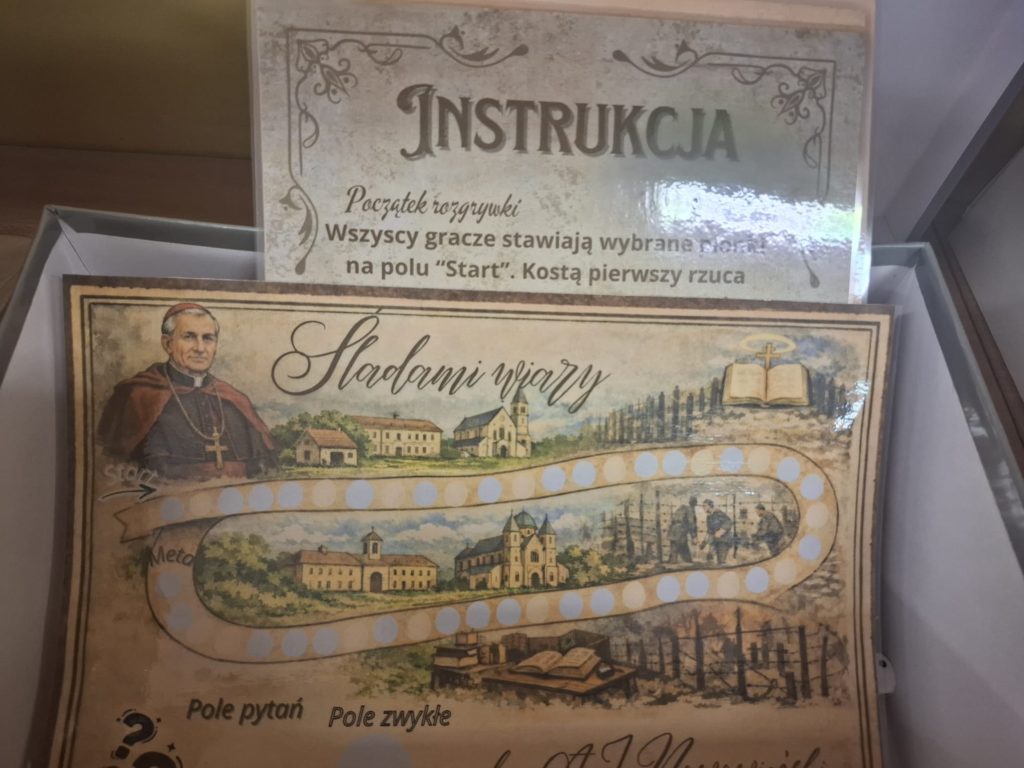 INSTRUKCJA
Początek rozgrywki
Wszyscy gracze stawiają wybrane pionki
na polu “Start”. Kostą pierwszy rzuca
Śladami wiary
Start
Meta
Pole pytań
Pole zwykłe